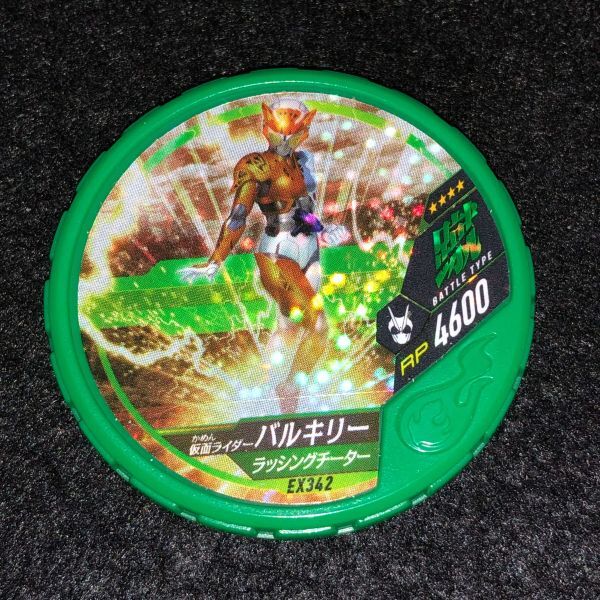 BATTLE TYPE
RP 4600
かめん
仮面ライダー バルキリー
ラッシングチーター
EX342